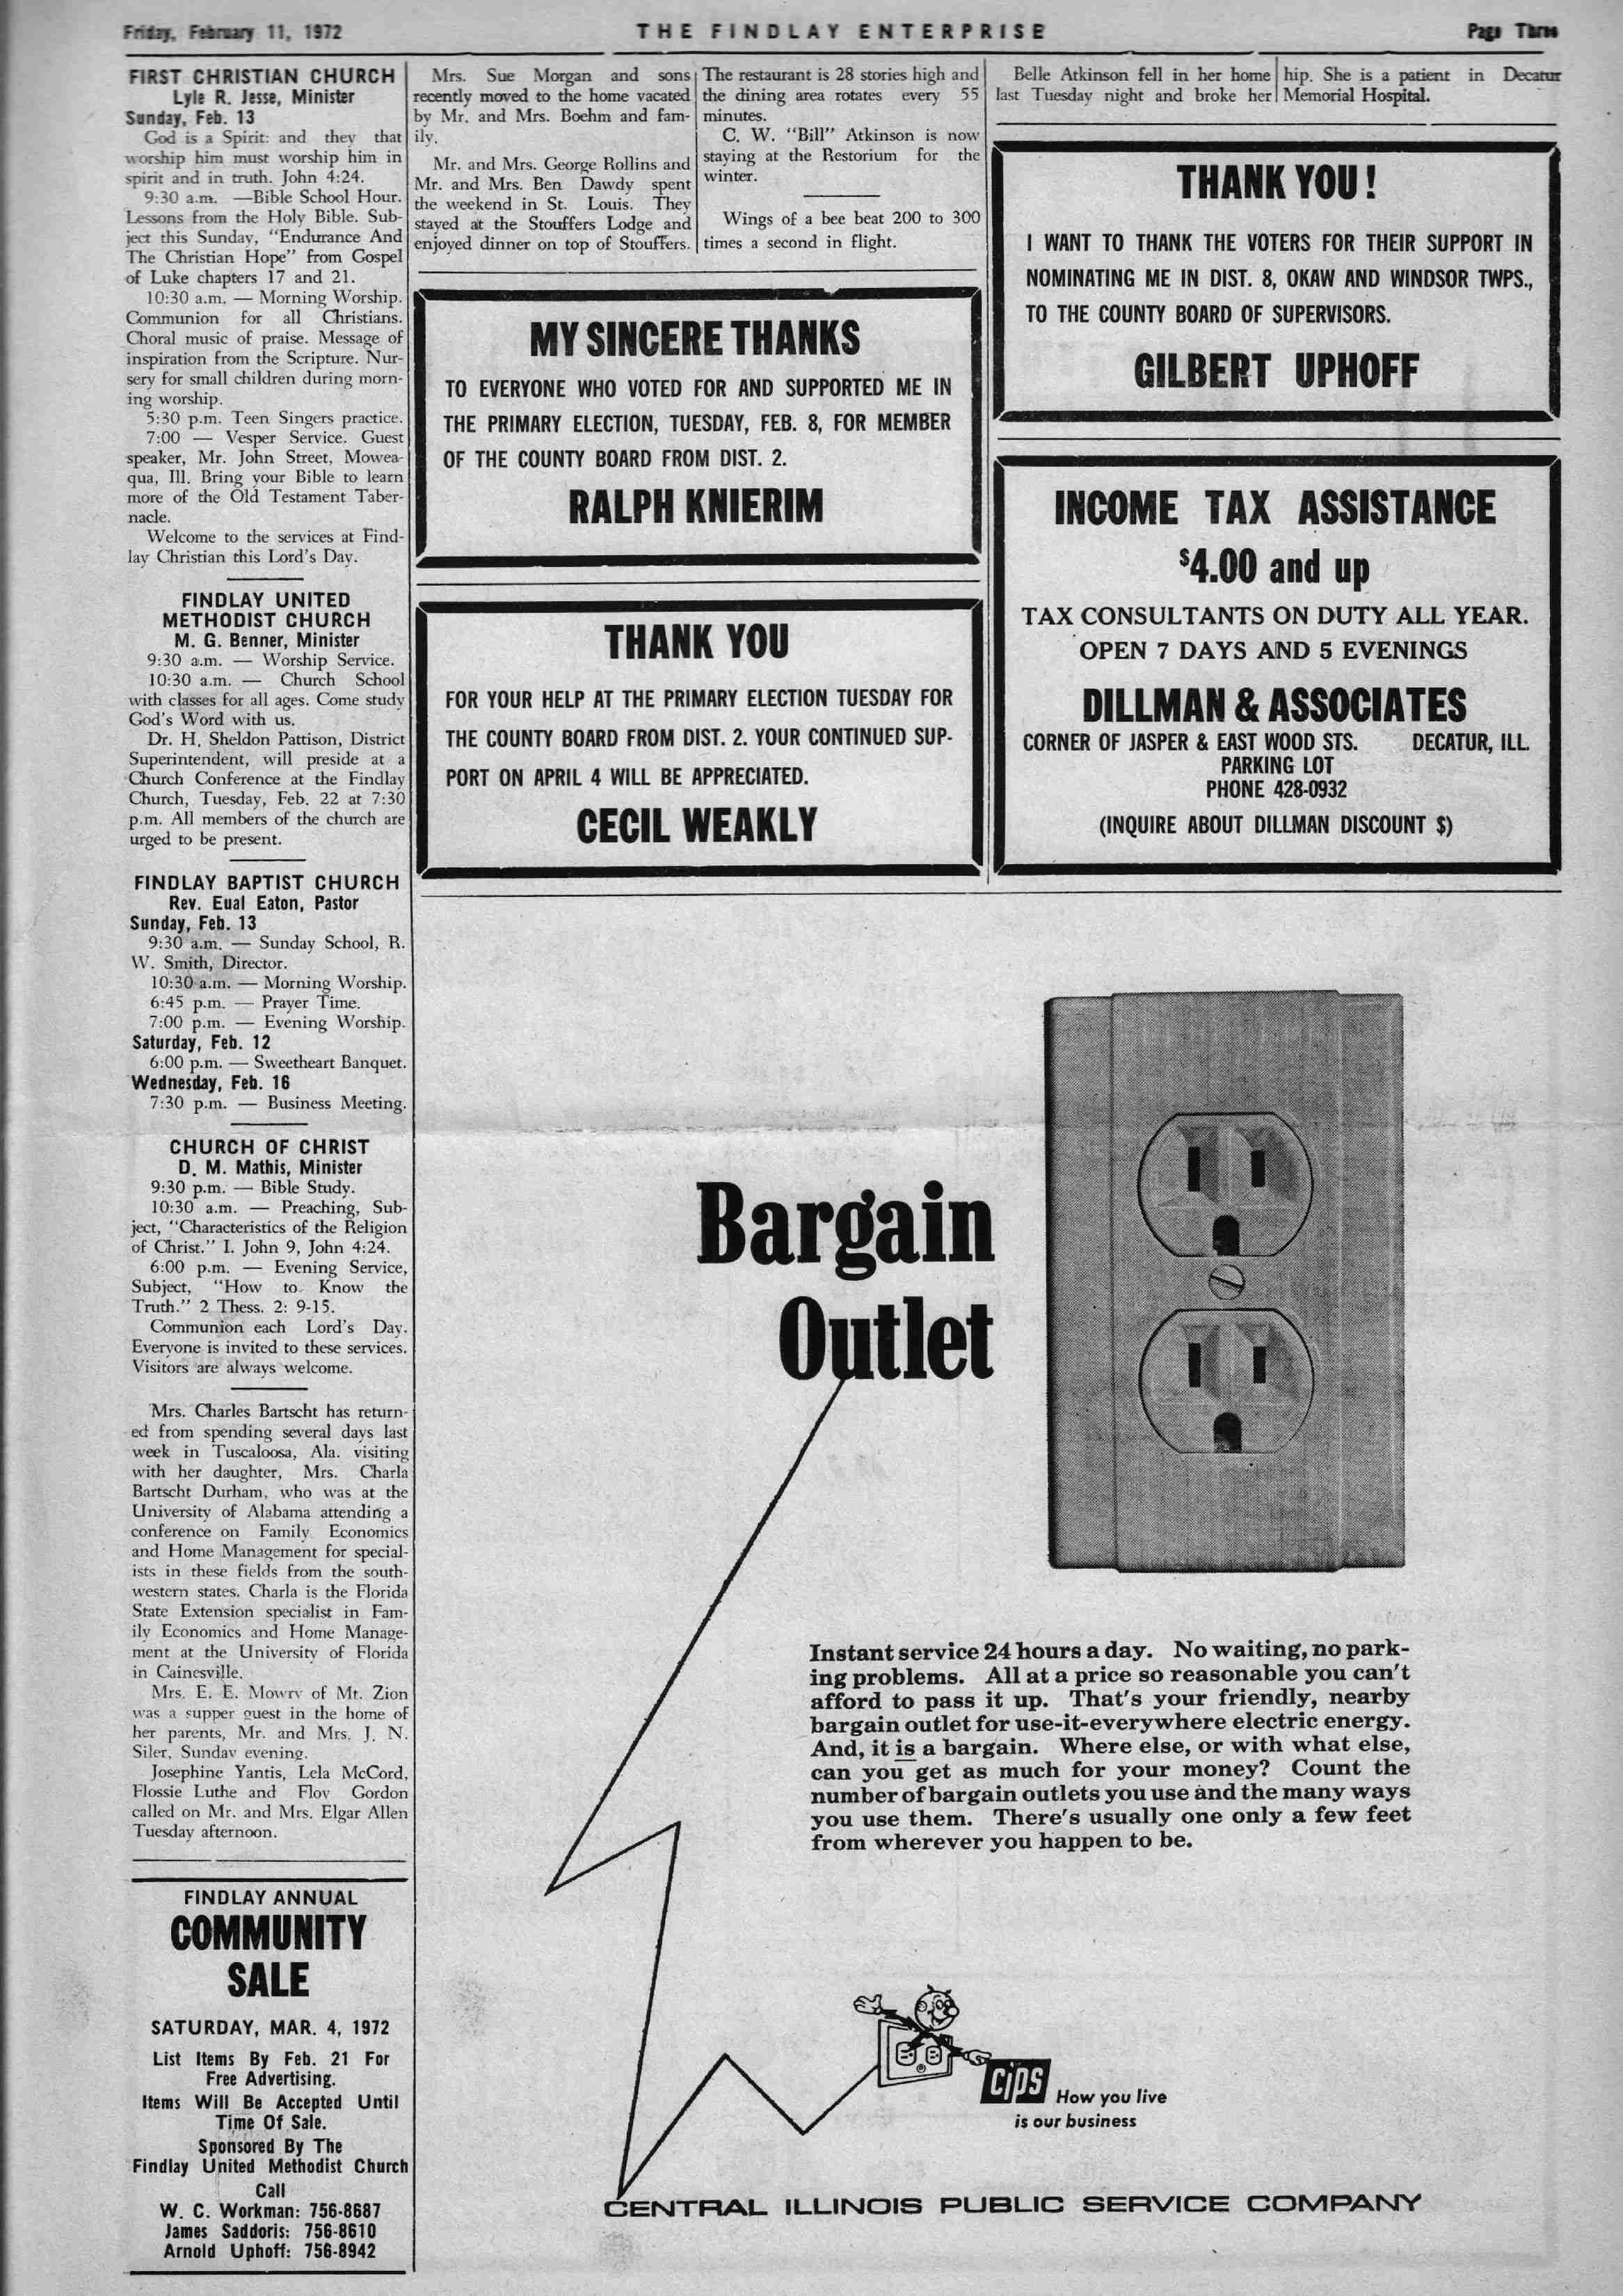 Friday, February 11, 1972
THE FINDLAY ENTERPRISE
Page Three
FIRST CHRISTIAN CHURCH
Lyle R. Jesse, Minister
Sunday, Feb. 13
God is a Spirit: and they that
worship him must worship him in
spirit and in truth. John 4:24.
9:30 a.m. —Bible School Hour.
Lessons from the Holy Bible. Sub-
ject this Sunday, "Endurance And
The Christian Hope" from Gospel
of Luke chapters 17 and 21.
10:30 a.m. — Morning Worship.
Communion for all Christians.
Choral music of praise. Message of
inspiration from the Scripture. Nur-
sery for small children during morn-
ing worship.
5:30 p.m. Teen Singers practice.
7:00 — Vesper Service. Guest
speaker, Mr. John Street, Mowea-
qua, Ill. Bring your Bible to learn
more of the Old Testament Taber-
nacle.
Welcome to the services at Find-
lay Christian this Lord's Day.
FINDLAY UNITED
METHODIST CHURCH
M. G. Benner, Minister
9:30 a.m. — Worship Service.
10:30 a.m. — Church School
with classes for all ages. Come study
God's Word with us.
Dr. H. Sheldon Pattison, District
Superintendent, will preside at a
Church Conference at the Findlay
Church, Tuesday, Feb. 22 at 7:30
p.m. All members of the church are
urged to be present.
FINDLAY BAPTIST CHURCH
Rev. Eual Eaton, Pastor
Sunday, Feb. 13
9:30 a.m. — Sunday School, R.
W. Smith, Director.
10:30 a.m. — Morning Worship.
6:45 p.m. — Prayer Time.
7:00 p.m. — Evening Worship.
Saturday, Feb. 12
6:00 p.m. — Sweetheart Banquet.
Wednesday, Feb. 16
7:30 p.m. — Business Meeting.
CHURCH OF CHRIST
D. M. Mathis, Minister
9:30 p.m. — Bible Study.
10:30 a.m. — Preaching, Sub-
ject, "Characteristics of the Religion
of Christ." I. John 9, John 4:24.
6:00 p.m. — Evening Service,
Subject, "How to Know the
Truth." 2 Thess. 2: 9-15.
Communion each Lord's Day.
Everyone is invited to these services.
Visitors are always welcome.
Mrs. Charles Bartscht has return-
ed from spending several days last
week in Tuscaloosa, Ala. visiting
with her daughter, Mrs. Charla
Bartscht Durham, who was at the
University of Alabama attending a
conference on Family Economics
and Home Management for special-
ists in these fields from the south-
western states. Charla is the Florida
State Extension specialist in Fam-
ily Economics and Home Manage-
ment at the University of Florida
in Cainesville.
Mrs. E. E. Mowry of Mt. Zion
was a supper guest in the home of
her parents, Mr. and Mrs. J. N.
Siler, Sunday evening.
Josephine Yantis, Lela McCord,
Flossie Luthe and Floy Gordon
called on Mr. and Mrs. Elgar Allen
Tuesday afternoon.
FINDLAY ANNUAL
COMMUNITY
SALE
SATURDAY, MAR. 4, 1972
List Items By Feb. 21 For
Free Advertising.
Items Will Be Accepted Until
Time Of Sale.
Sponsored By The
Findlay United Methodist Church
Call
W. C. Workman: 756-8687
James Saddoris: 756-8610
Arnold Uphoff: 756-8942
Mrs. Sue Morgan and sons
recently moved to the home vacated
by Mr. and Mrs. Boehm and fam-
ily.
Mr. and Mrs. George Rollins and
Mr. and Mrs. Ben Dawdy spent
the weekend in St. Louis. They
stayed at the Stouffers Lodge and
enjoyed dinner on top of Stouffers.
The restaurant is 28 stories high and
the dining area rotates every 55
minutes.
C. W. "Bill" Atkinson is now
staying at the Restorium for the
winter.
Wings of a bee beat 200 to 300
times a second in flight.
Belle Atkinson fell in her home
last Tuesday night and broke her
hip. She is a patient in Decatur
Memorial Hospital.
MY SINCERE THANKS
TO EVERYONE WHO VOTED FOR AND SUPPORTED ME IN
THE PRIMARY ELECTION, TUESDAY, FEB. 8, FOR MEMBER
OF THE COUNTY BOARD FROM DIST. 2.
RALPH KNIERIM
THANK YOU
FOR YOUR HELP AT THE PRIMARY ELECTION TUESDAY FOR
THE COUNTY BOARD FROM DIST. 2. YOUR CONTINUED SUP-
PORT ON APRIL 4 WILL BE APPRECIATED.
CECIL WEAKLY
THANK YOU!
I WANT TO THANK THE VOTERS FOR THEIR SUPPORT IN
NOMINATING ME IN DIST. 8, OKAW AND WINDSOR TWPS.,
TO THE COUNTY BOARD OF SUPERVISORS.
GILBERT UPHOFF
INCOME TAX ASSISTANCE
$4.00 and up
TAX CONSULTANTS ON DUTY ALL YEAR.
OPEN 7 DAYS AND 5 EVENINGS
DILLMAN & ASSOCIATES
CORNER OF JASPER & EAST WOOD STS. DECATUR, ILL.
PARKING LOT
PHONE 428-0932
(INQUIRE ABOUT DILLMAN DISCOUNT $)
Bargain
Outlet
Instant service 24 hours a day. No waiting, no park-
ing problems. All at a price so reasonable you can't
afford to pass it up. That's your friendly, nearby
bargain outlet for use-it-everywhere electric energy.
And, it is a bargain. Where else, or with what else,
can you get as much for your money? Count the
number of bargain outlets you use and the many ways
you use them. There's usually one only a few feet
from wherever you happen to be.
cips How you live
is our business
CENTRAL ILLINOIS PUBLIC SERVICE COMPANY